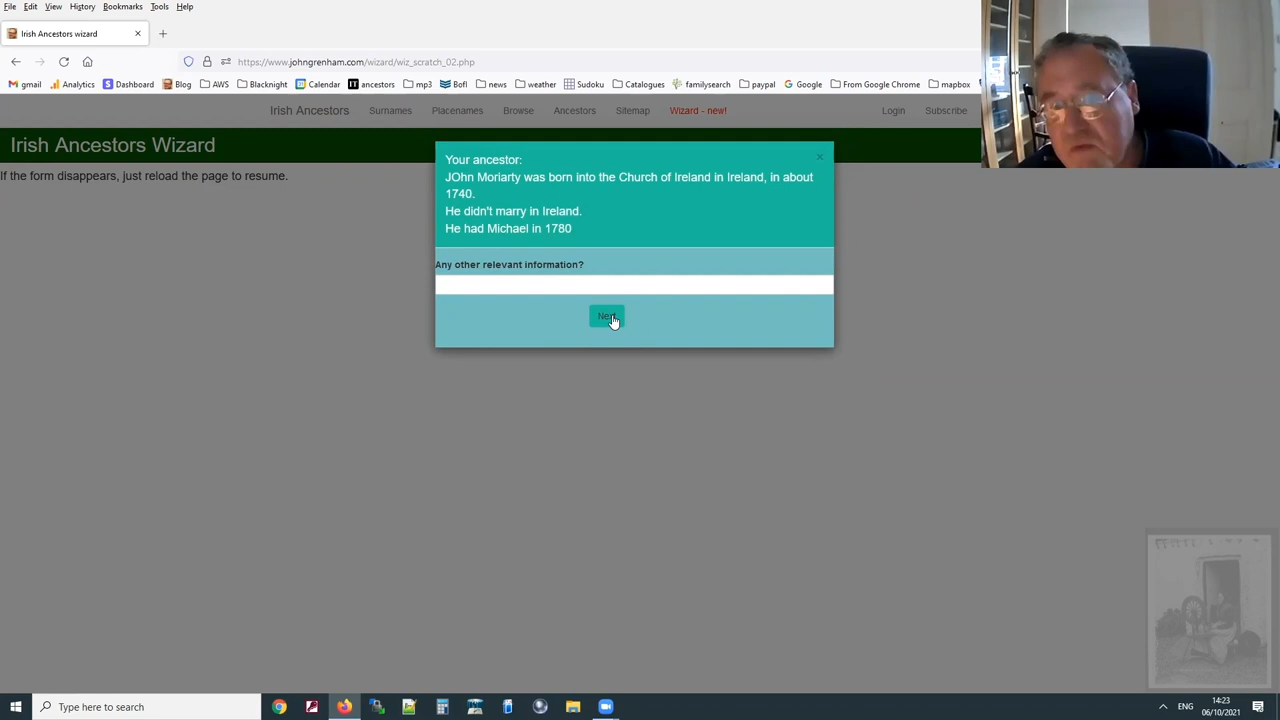 File Edit View History Bookmarks Tools Help
Irish Ancestors wizard
https://www.johngrenham.com/wizard/wiz_scratch_02.php
gmail Analytics Dashboard Blog AWS Blacknight Calendar IT ancestors mp3 BofI news weather Sudoku Catalogues familysearch paypal Google From Google Chrome mapbox
Irish Ancestors Surnames Placenames Browse Ancestors Sitemap Wizard - new! Login Subscribe
Irish Ancestors Wizard
If the form disappears, just reload the page to resume.
Your ancestor:
JOhn Moriarty was born into the Church of Ireland in Ireland, in about
1740.
He didn't marry in Ireland.
He had Michael in 1780
Any other relevant information?
Next
Type here to search
ENG
14:23
06/10/2021